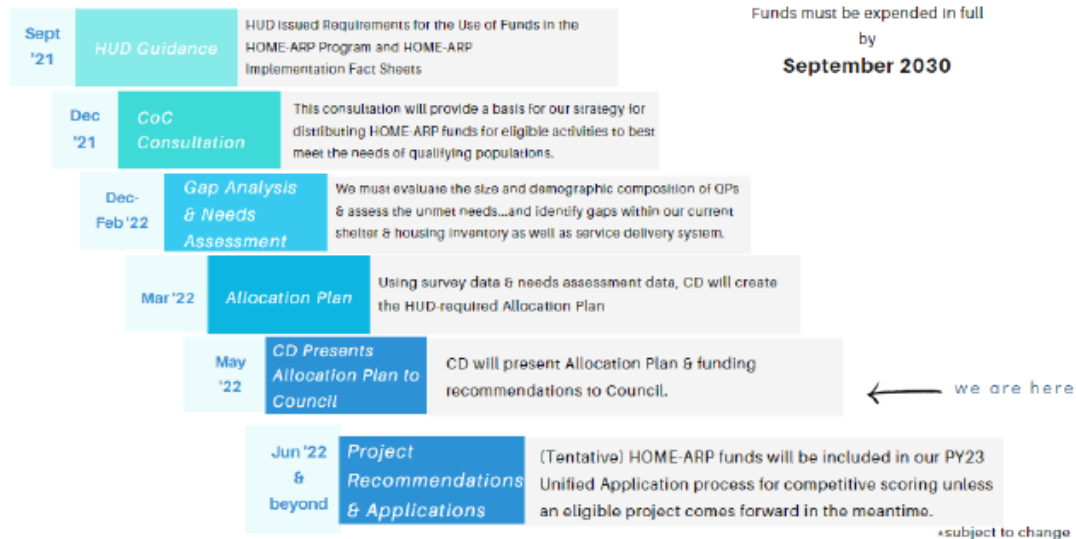 Sept
'21
HUD Guidance
HUD issued Requirements for the Use of Funds in the
HOME-ARP Program and HOME-ARP
Implementation Fact Sheets
Funds must be expended in full
by
September 2030
Dec
'21
CoC
Consultation
This consultation will provide a basis for our strategy for
distributing HOME-ARP funds for eligible activities to best
meet the needs of qualifying populations.
Dec-
Feb '22
Gap Analysis
& Needs
Assessment
We must evaluate the size and demographic composition of QPs
& assess the unmet needs...and identify gaps within our current
shelter & housing inventory as well as service delivery system.
Mar '22
Allocation Plan
Using survey data & needs assessment data, CD will create
the HUD-required Allocation Plan
May
'22
CD Presents
Allocation Plan to
Council
CD will present Allocation Plan & funding
recommendations to Council.
we are here
Jun '22
&
beyond
Project
Recommendations
& Applications
(Tentative) HOME-ARP funds will be included in our PY23
Unified Application process for competitive scoring unless
an eligible project comes forward in the meantime.
*subject to change